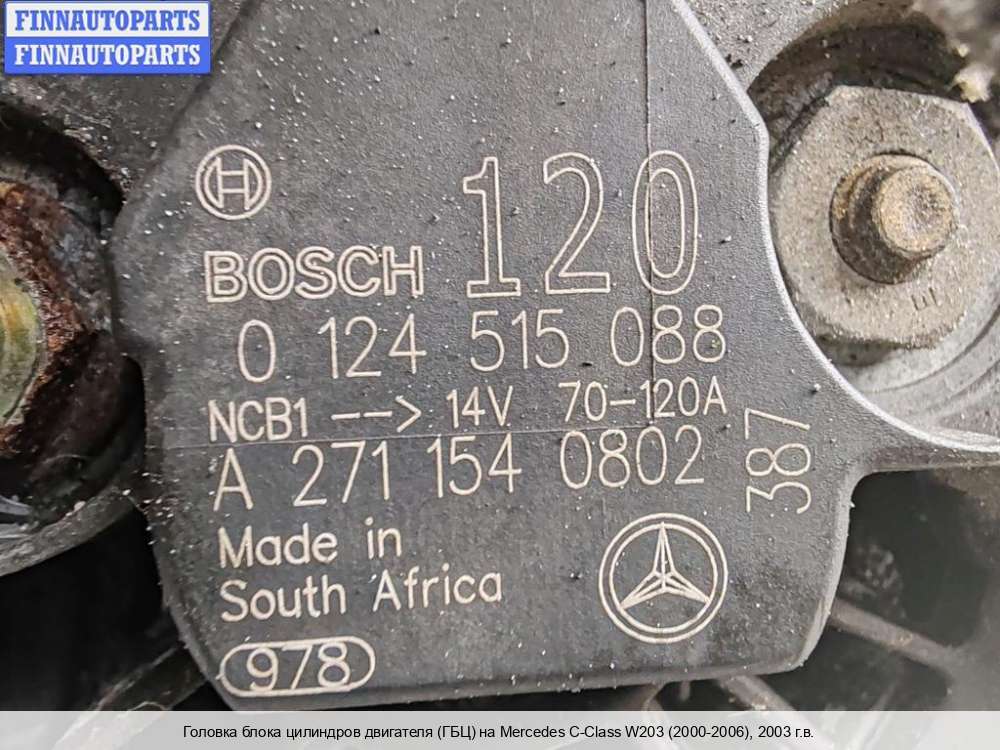 FINNAUTOPARTS
FINNAUTOPARTS
120
BOSCH
0 124 515 088
NCB1 --> 14V 70-120A
A 271 154 0802
387
Made in
South Africa
978
Головка блока цилиндров двигателя (ГБЦ) на Mercedes C-Class W203 (2000-2006), 2003 г.в.